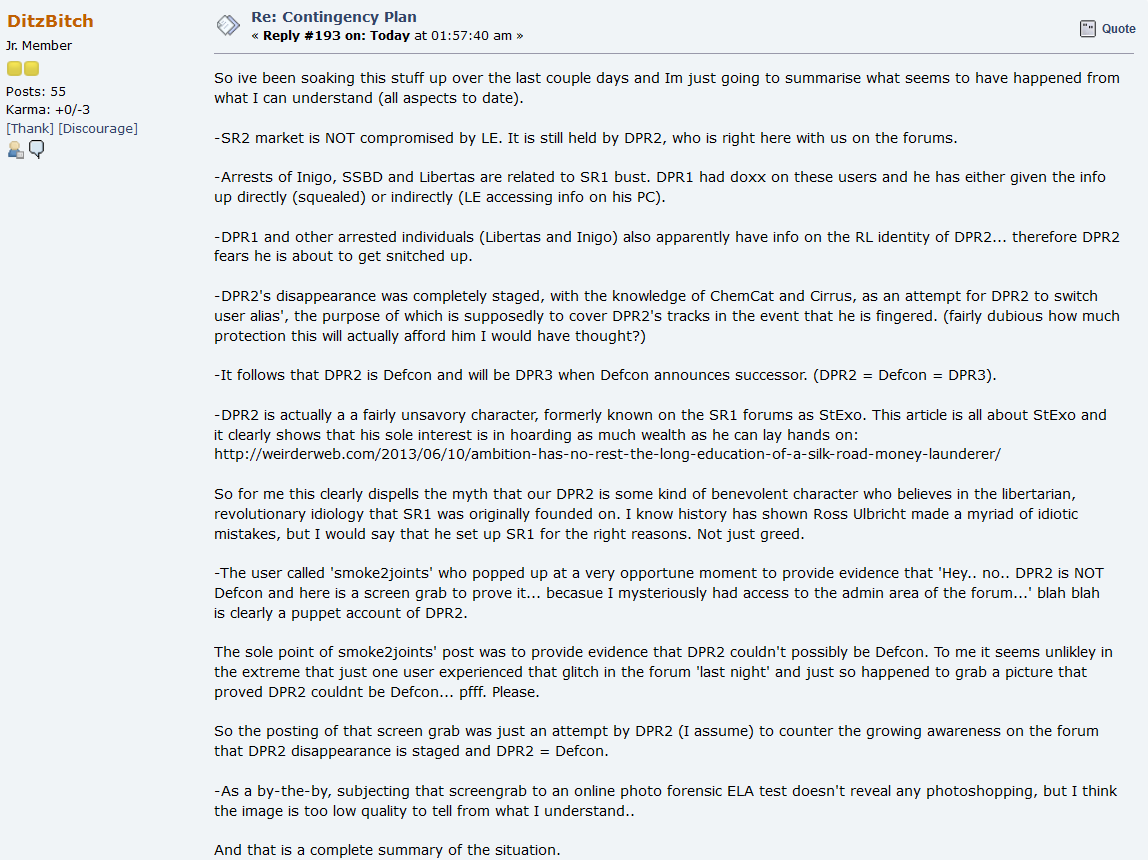 DitzBitch
Jr. Member
Posts: 55
Karma: +0/-3
[Thank] [Discourage]
Re: Contingency Plan
« Reply #193 on: Today at 01:57:40 am »
Quote
So ive been soaking this stuff up over the last couple days and Im just going to summarise what seems to have happened from
what I can understand (all aspects to date).
-SR2 market is NOT compromised by LE. It is still held by DPR2, who is right here with us on the forums.
-Arrests of Inigo, SSBD and Libertas are related to SR1 bust. DPR1 had doxx on these users and he has either given the info
up directly (squealed) or indirectly (LE accessing info on his PC).
-DPR1 and other arrested individuals (Libertas and Inigo) also apparently have info on the RL identity of DPR2... therefore DPR2
fears he is about to get snitched up.
-DPR2's disappearance was completely staged, with the knowledge of ChemCat and Cirrus, as an attempt for DPR2 to switch
user alias', the purpose of which is supposedly to cover DPR2's tracks in the event that he is fingered. (fairly dubious how much
protection this will actually afford him I would have thought?)
-It follows that DPR2 is Defcon and will be DPR3 when Defcon announces successor. (DPR2 = Defcon = DPR3).
-DPR2 is actually a a fairly unsavory character, formerly known on the SR1 forums as StExo. This article is all about StExo and
it clearly shows that his sole interest is in hoarding as much wealth as he can lay hands on:
http://weirderweb.com/2013/06/10/ambition-has-no-rest-the-long-education-of-a-silk-road-money-launderer/
So for me this clearly dispells the myth that our DPR2 is some kind of benevolent character who believes in the libertarian,
revolutionary idiology that SR1 was originally founded on. I know history has shown Ross Ulbricht made a myriad of idiotic
mistakes, but I would say that he set up SR1 for the right reasons. Not just greed.
-The user called 'smoke2joints' who popped up at a very opportune moment to provide evidence that 'Hey.. no.. DPR2 is NOT
Defcon and here is a screen grab to prove it... becasue I mysteriously had access to the admin area of the forum...' blah blah
is clearly a puppet account of DPR2.
The sole point of smoke2joints' post was to provide evidence that DPR2 couldn't possibly be Defcon. To me it seems unlikley in
the extreme that just one user experienced that glitch in the forum 'last night' and just so happened to grab a picture that
proved DPR2 couldnt be Defcon... pfff. Please.
So the posting of that screen grab was just an attempt by DPR2 (I assume) to counter the growing awareness on the forum
that DPR2 disappearance is staged and DPR2 = Defcon.
-As a by-the-by, subjecting that screengrab to an online photo forensic ELA test doesn't reveal any photoshopping, but I think
the image is too low quality to tell from what I understand..
And that is a complete summary of the situation.